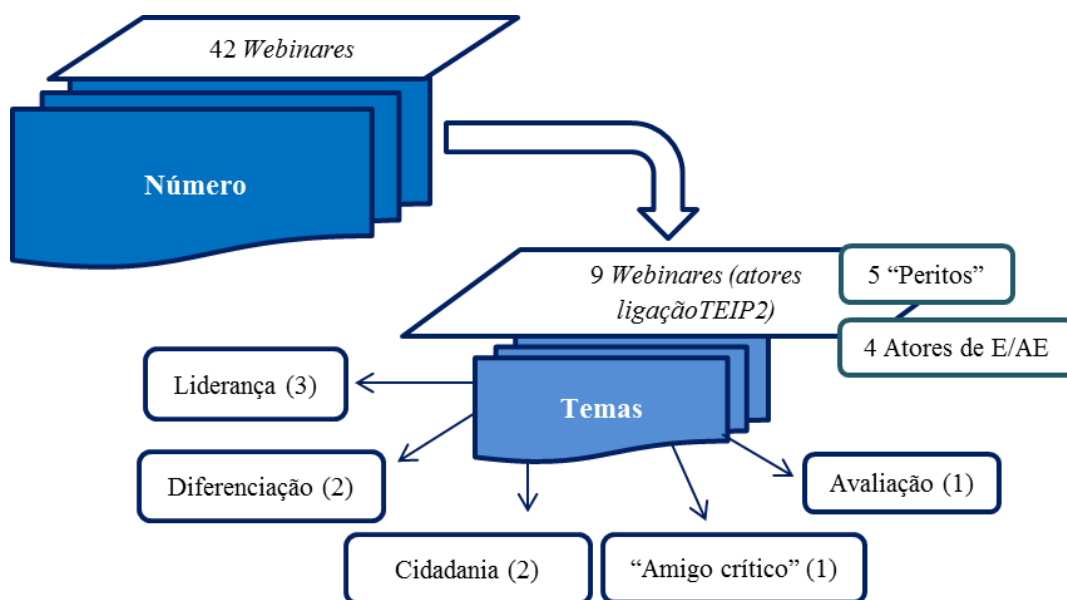 42 Webinares
Número
9 Webinares (atores
ligaçãoTEIP2)
5 “Peritos”
4 Atores de E/AE
Temas
Liderança (3)
Diferenciação (2)
Cidadania (2)
“Amigo crítico” (1)
Avaliação (1)